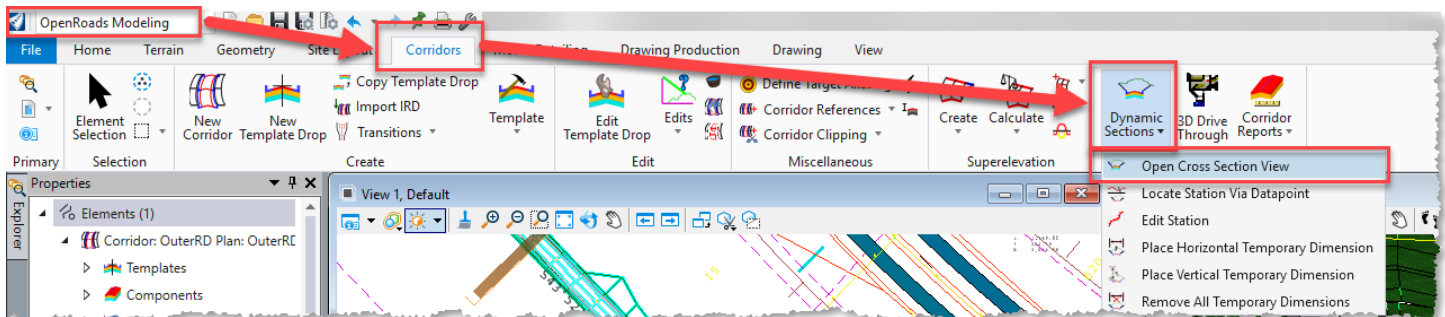 OpenRoads Modeling
File Home Terrain Geometry Corridors Drawing Production Drawing View
Element Selection
New Corridor
New Template Drop
Copy Template Drop
Import IRD
Transitions
Template
Edit Template Drop
Edits
Define Target
Corridor References
Corridor Clipping
Create
Calculate
Dynamic Sections
3D Drive Through
Corridor Reports
Primary Selection Create Edit Miscellaneous Superelevation
Open Cross Section View
Locate Station Via Datapoint
Edit Station
Place Horizontal Temporary Dimension
Place Vertical Temporary Dimension
Remove All Temporary Dimensions
Explorer
Properties
Elements (1)
Corridor: OuterRD Plan: OuterRD
Templates
Components
View 1, Default
15